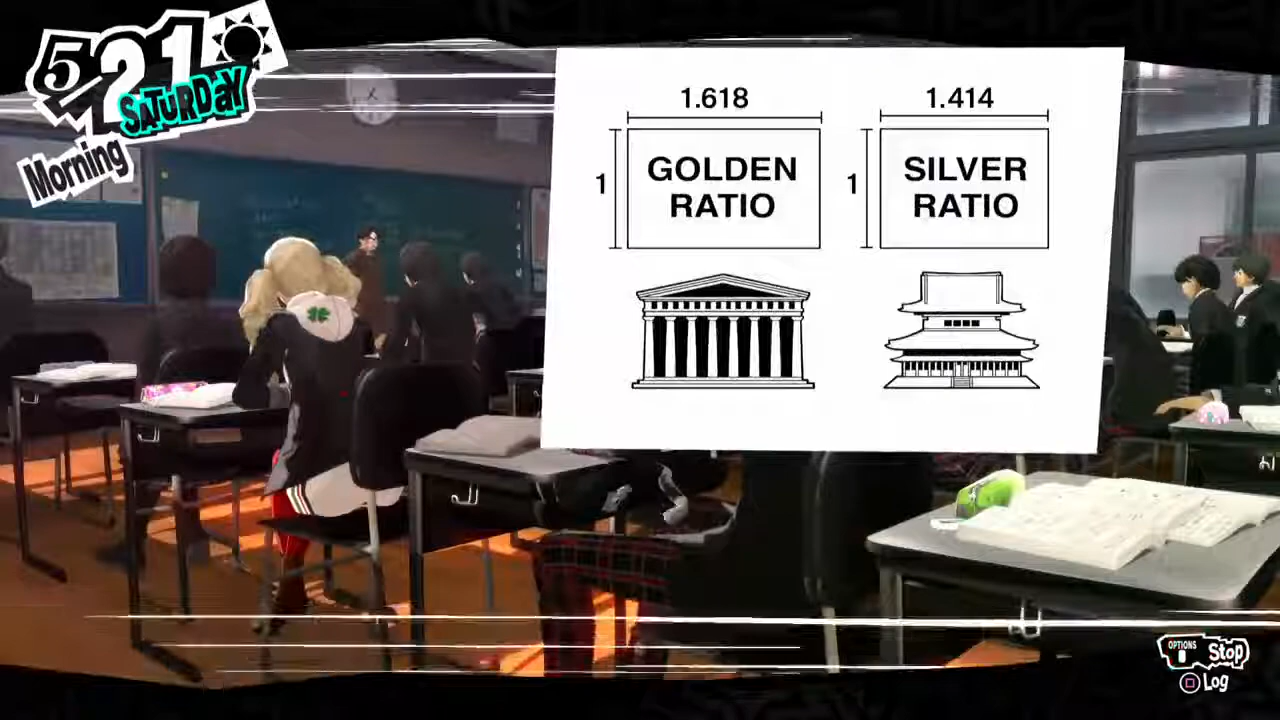 5/21
SATURDAY
Morning
1.618
1
GOLDEN
RATIO
1.414
1
SILVER
RATIO
OPTIONS
Stop
Log